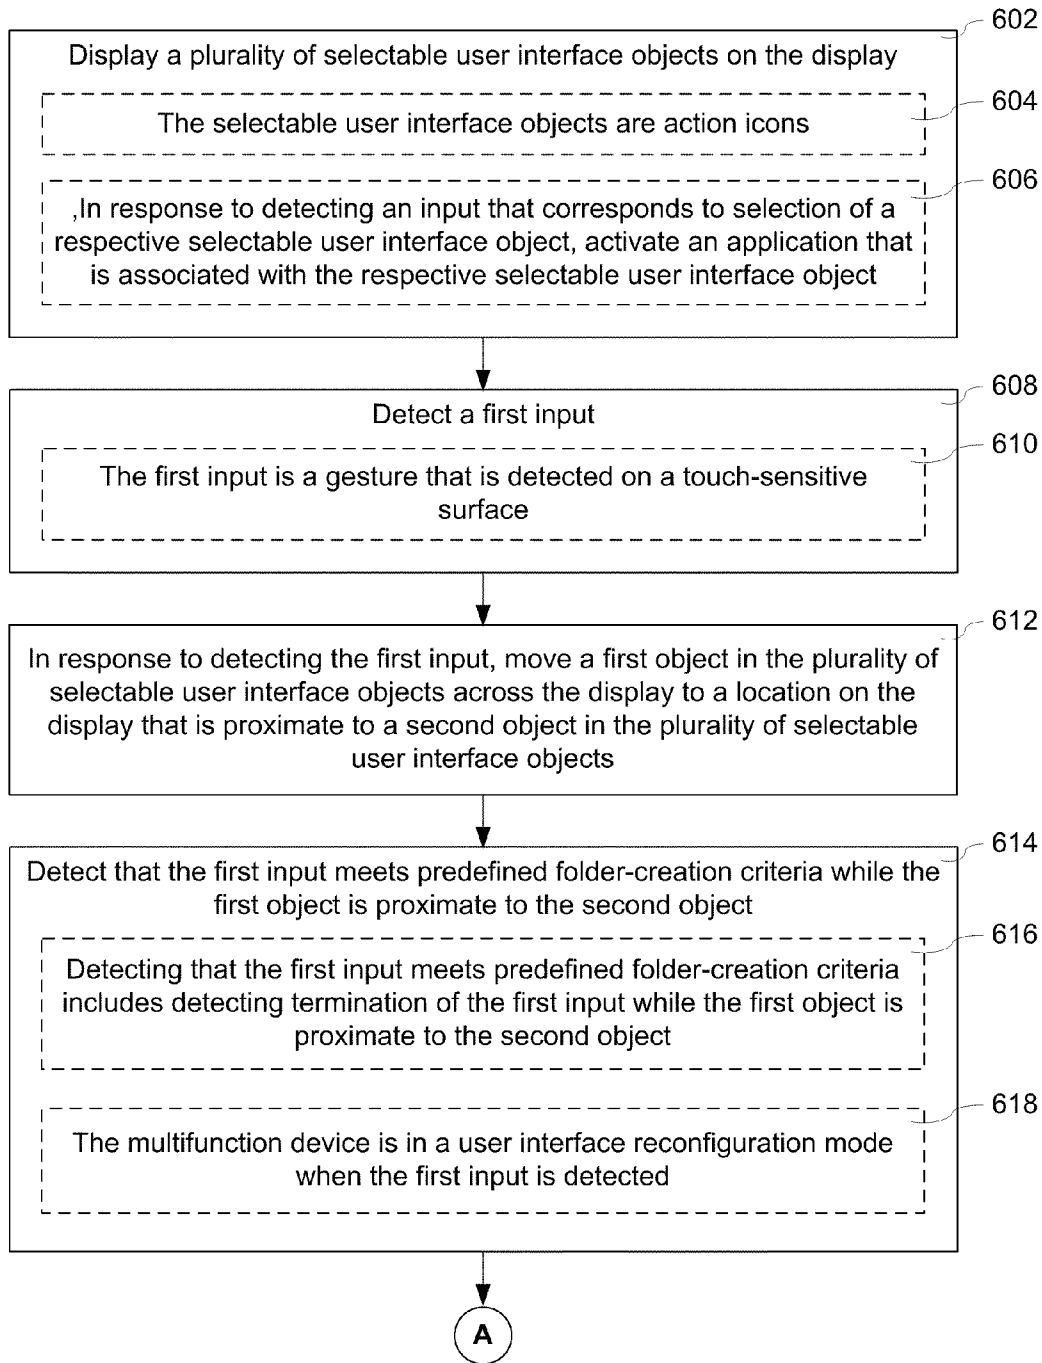 602
Display a plurality of selectable user interface objects on the display
604
The selectable user interface objects are action icons
606
,In response to detecting an input that corresponds to selection of a
respective selectable user interface object, activate an application that
is associated with the respective selectable user interface object
608
Detect a first input
610
The first input is a gesture that is detected on a touch-sensitive
surface
612
In response to detecting the first input, move a first object in the plurality of
selectable user interface objects across the display to a location on the
display that is proximate to a second object in the plurality of selectable
user interface objects
614
Detect that the first input meets predefined folder-creation criteria while the
first object is proximate to the second object
616
Detecting that the first input meets predefined folder-creation criteria
includes detecting termination of the first input while the first object is
proximate to the second object
618
The multifunction device is in a user interface reconfiguration mode
when the first input is detected
A